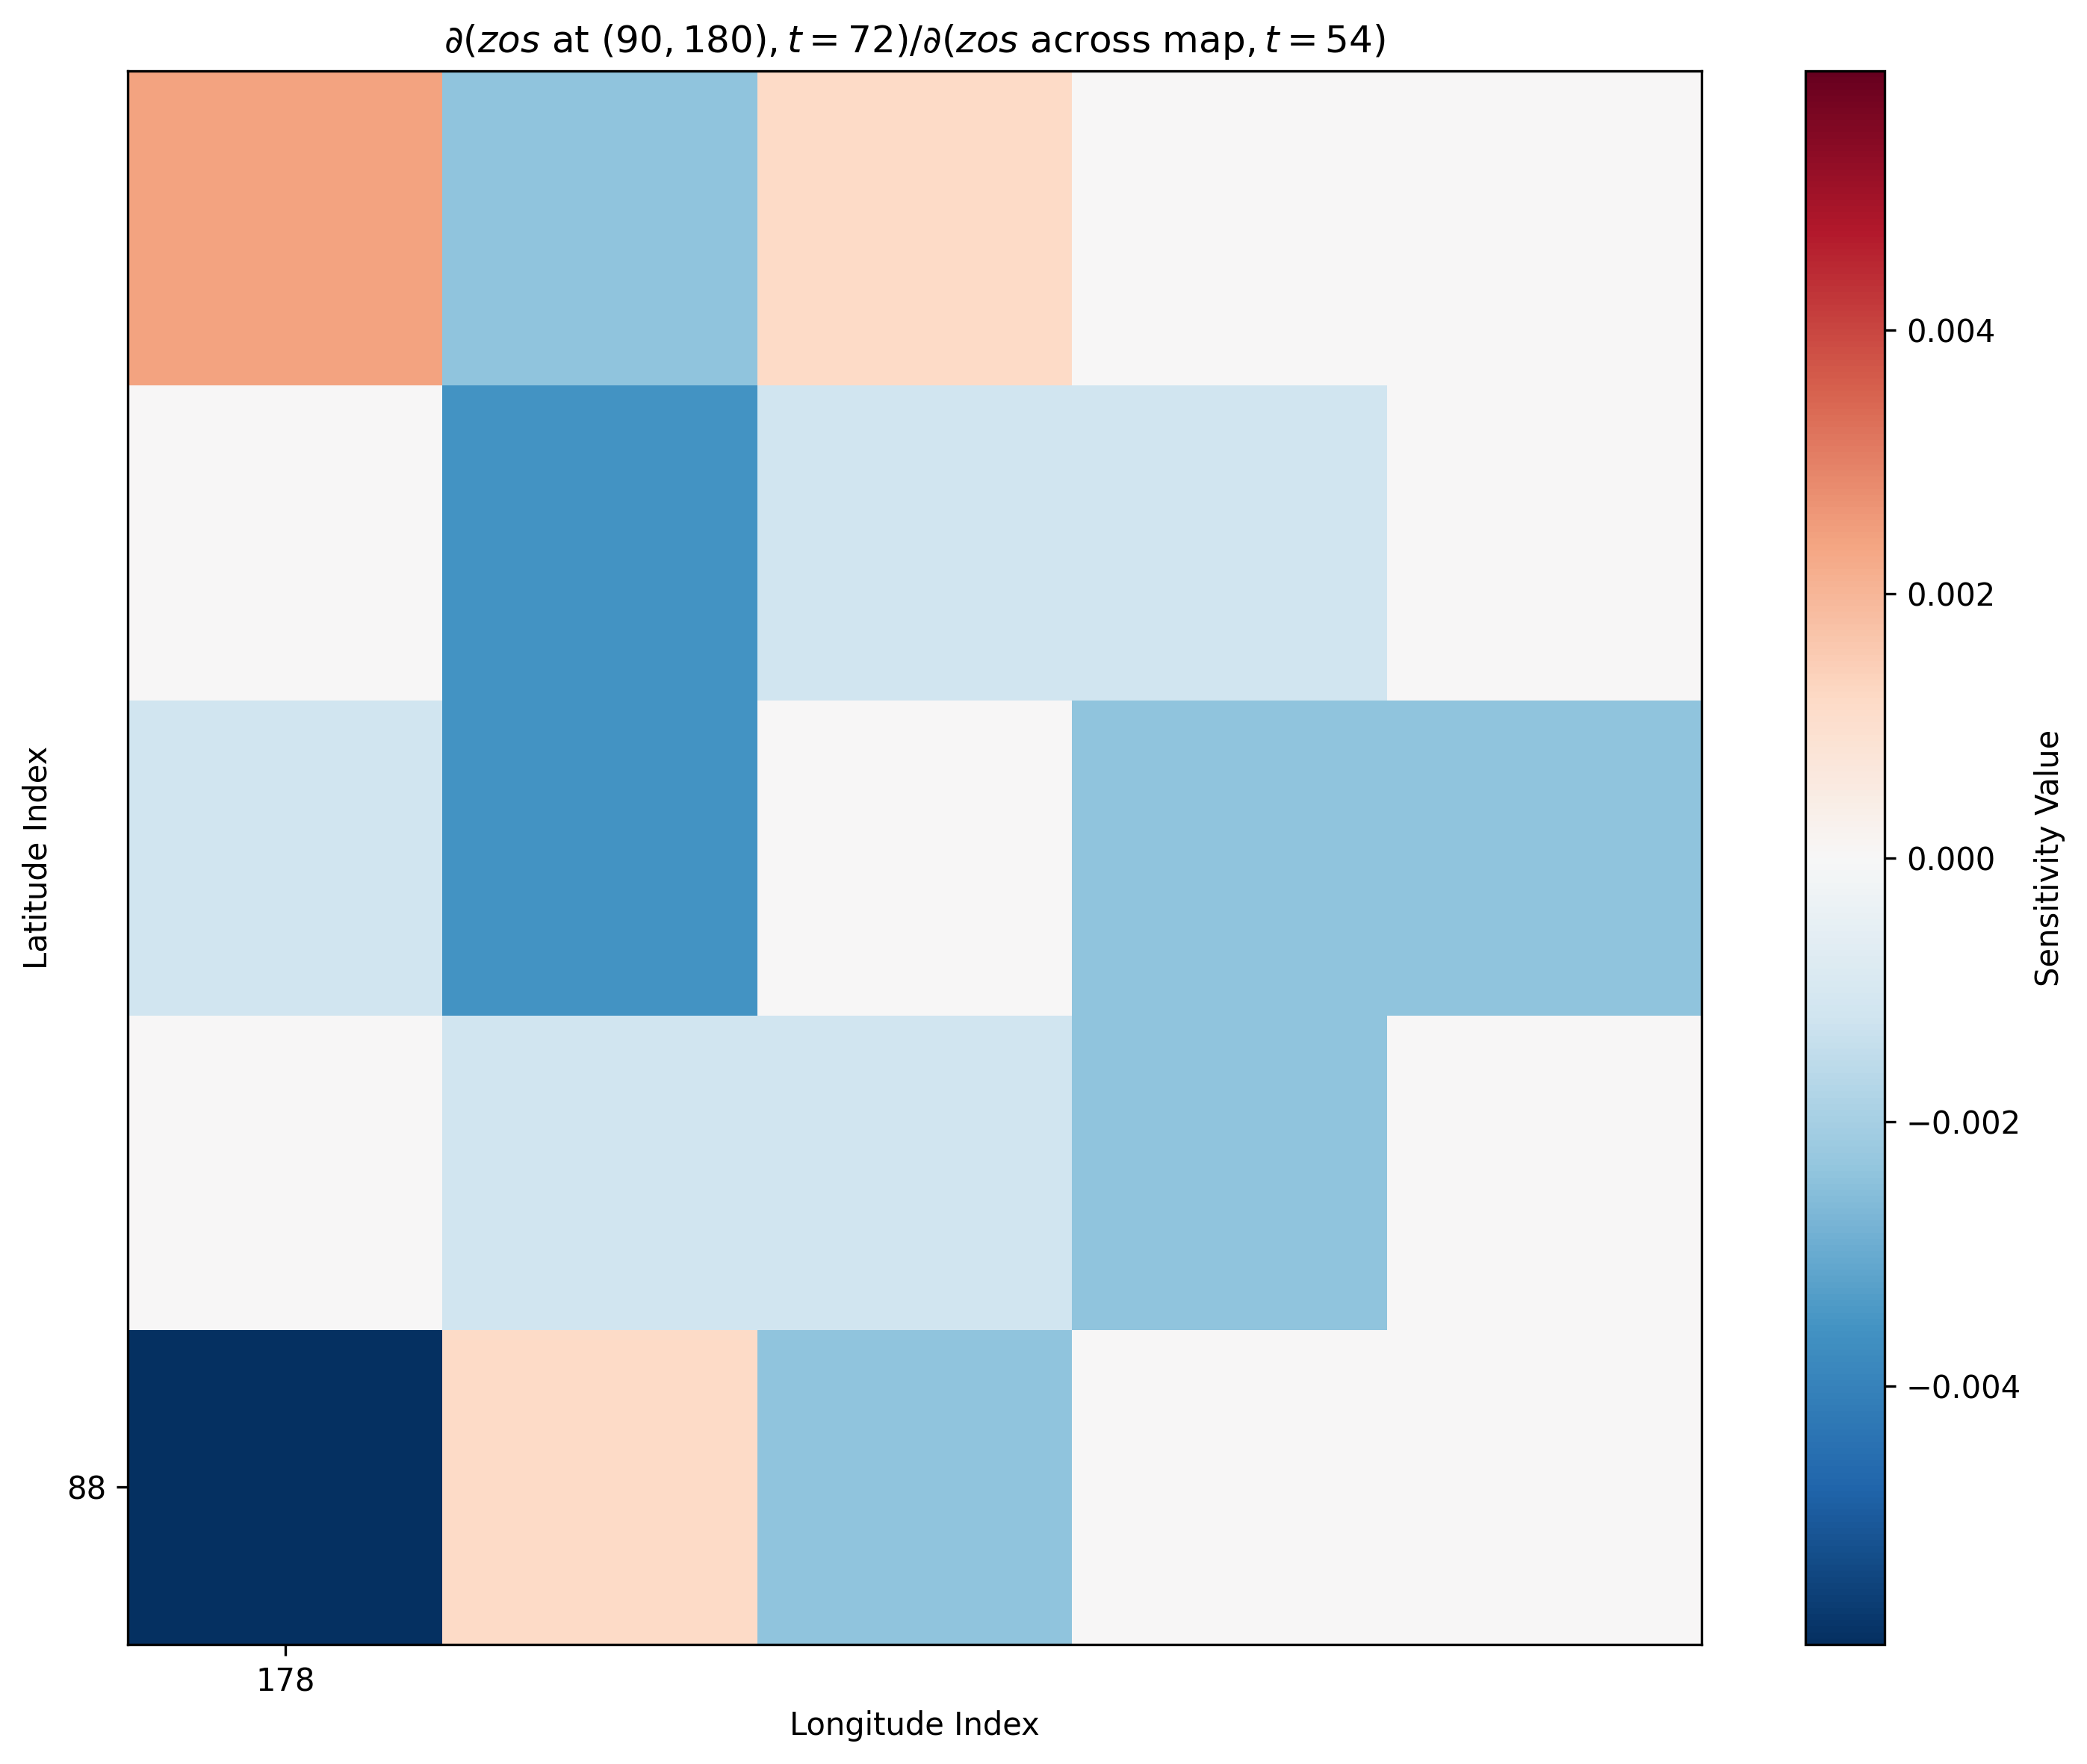 ∂(zos at (90, 180), t = 72)/∂(zos across map, t = 54)
Latitude Index
88
178
Longitude Index
0.004
0.002
0.000
−0.002
−0.004
Sensitivity Value